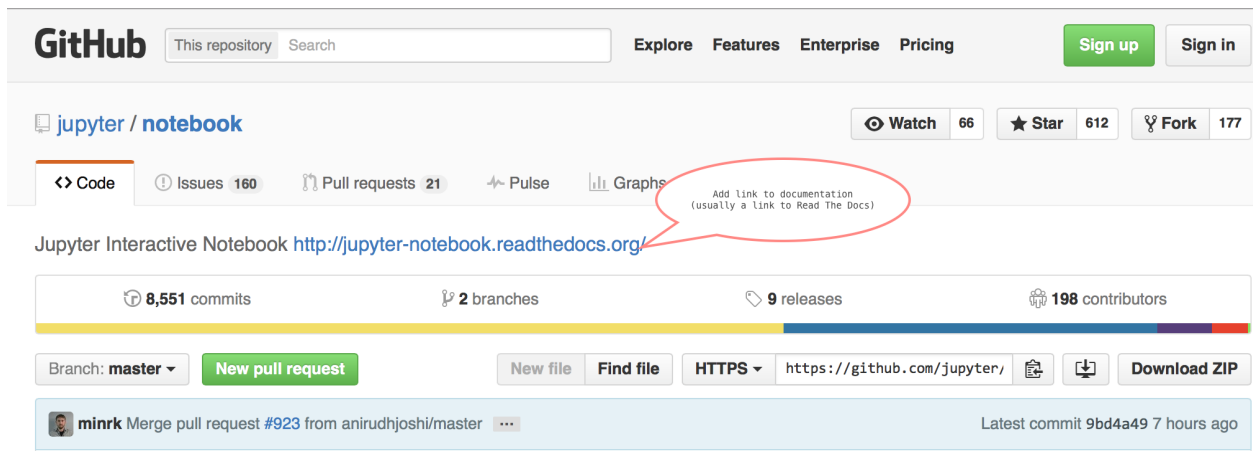 GitHub This repository Search Explore Features Enterprise Pricing Sign up Sign in
jupyter / notebook Watch 66 Star 612 Fork 177
Code Issues 160 Pull requests 21 Pulse Graphs
Add link to documentation
(usually a link to Read The Docs)
Jupyter Interactive Notebook http://jupyter-notebook.readthedocs.org/
8,551 commits 2 branches 9 releases 198 contributors
Branch: master New pull request New file Find file HTTPS https://github.com/jupyter/ Download ZIP
minrk Merge pull request #923 from anirudhjoshi/master ... Latest commit 9bd4a49 7 hours ago